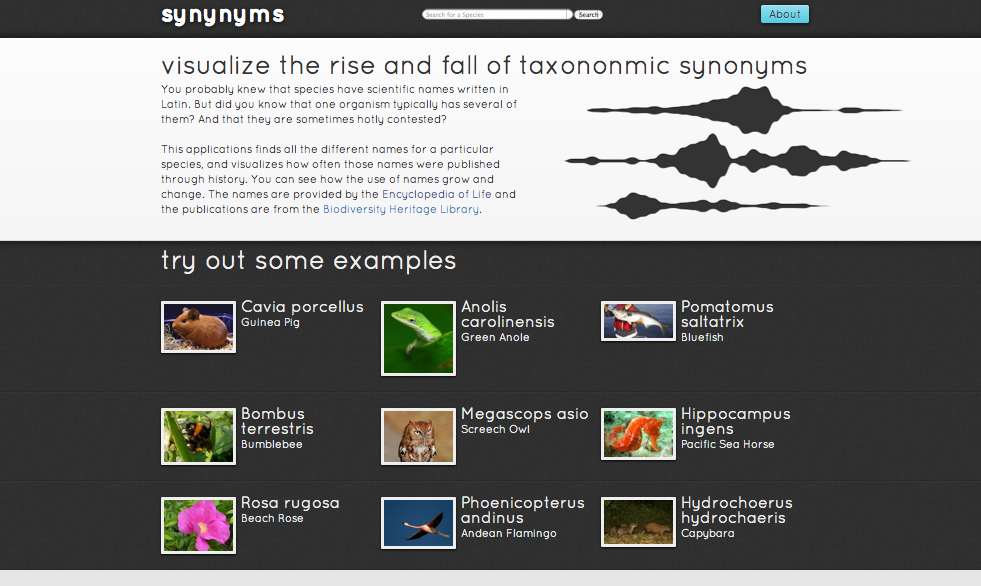 synynyms
Search for a Species
Search
About
visualize the rise and fall of taxononmic synonyms
You probably knew that species have scientific names written in
Latin. But did you know that one organism typically has several of
them? And that they are sometimes hotly contested?
This applications finds all the different names for a particular
species, and visualizes how often those names were published
through history. You can see how the use of names grow and
change. The names are provided by the Encyclopedia of Life and
the publications are from the Biodiversity Heritage Library.
try out some examples
Cavia porcellus
Guinea Pig
Anolis
carolinensis
Green Anole
Pomatomus
saltatrix
Bluefish
Bombus
terrestris
Bumblebee
Megascops asio
Screech Owl
Hippocampus
ingens
Pacific Sea Horse
Rosa rugosa
Beach Rose
Phoenicopterus
andinus
Andean Flamingo
Hydrochoerus
hydrochaeris
Capybara